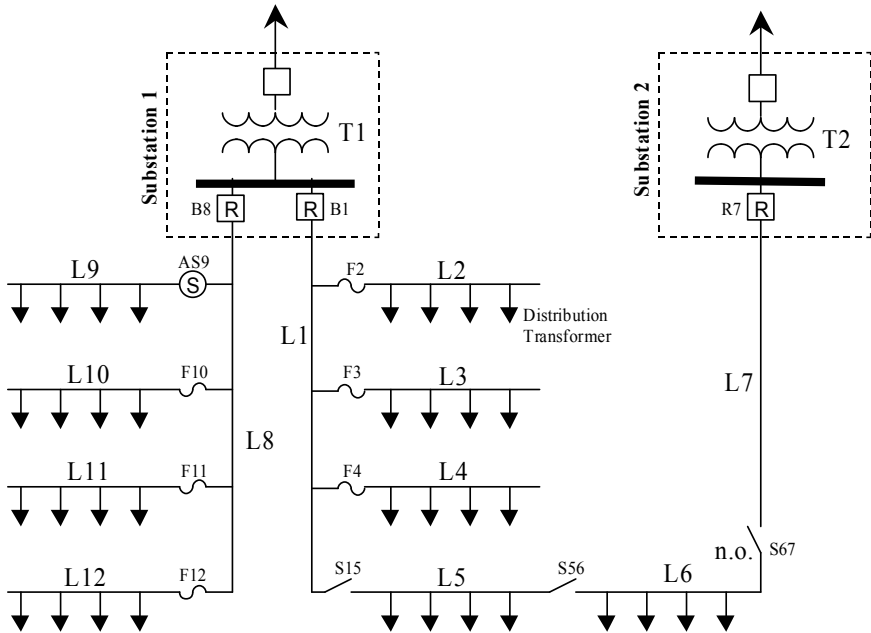 Substation 1
T1
B8
R
R
B1
Substation 2
T2
R7
R
L9
AS9
S
F2
L2
Distribution
Transformer
L1
L10
F10
F3
L3
L7
L8
L11
F11
F4
L4
n.o.
S67
L12
F12
S15
L5
S56
L6